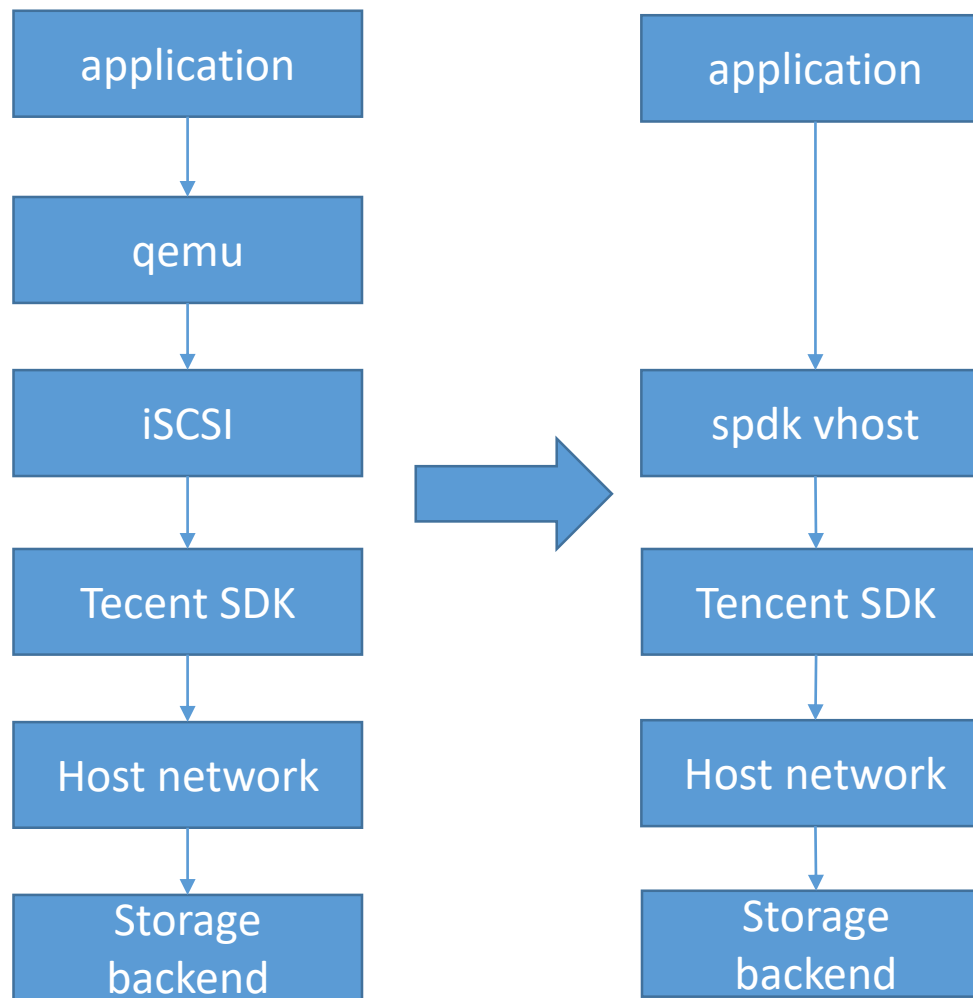 application
qemu
iSCSI
Tecent SDK
Host network
Storage
backend
application
spdk vhost
Tencent SDK
Host network
Storage
backend